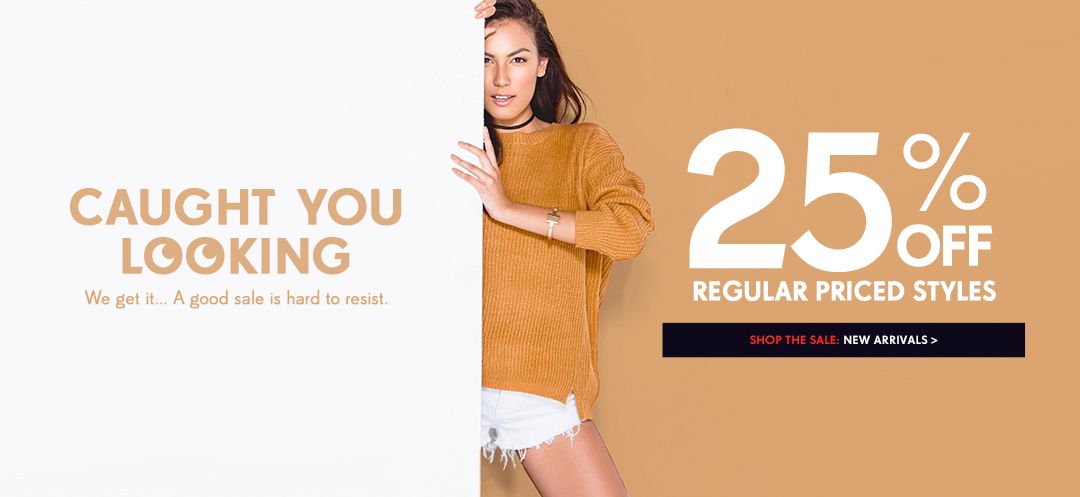 CAUGHT YOU
LOOKING
We get it... A good sale is hard to resist.
25%
OFF
REGULAR PRICED STYLES
SHOP THE SALE: NEW ARRIVALS >